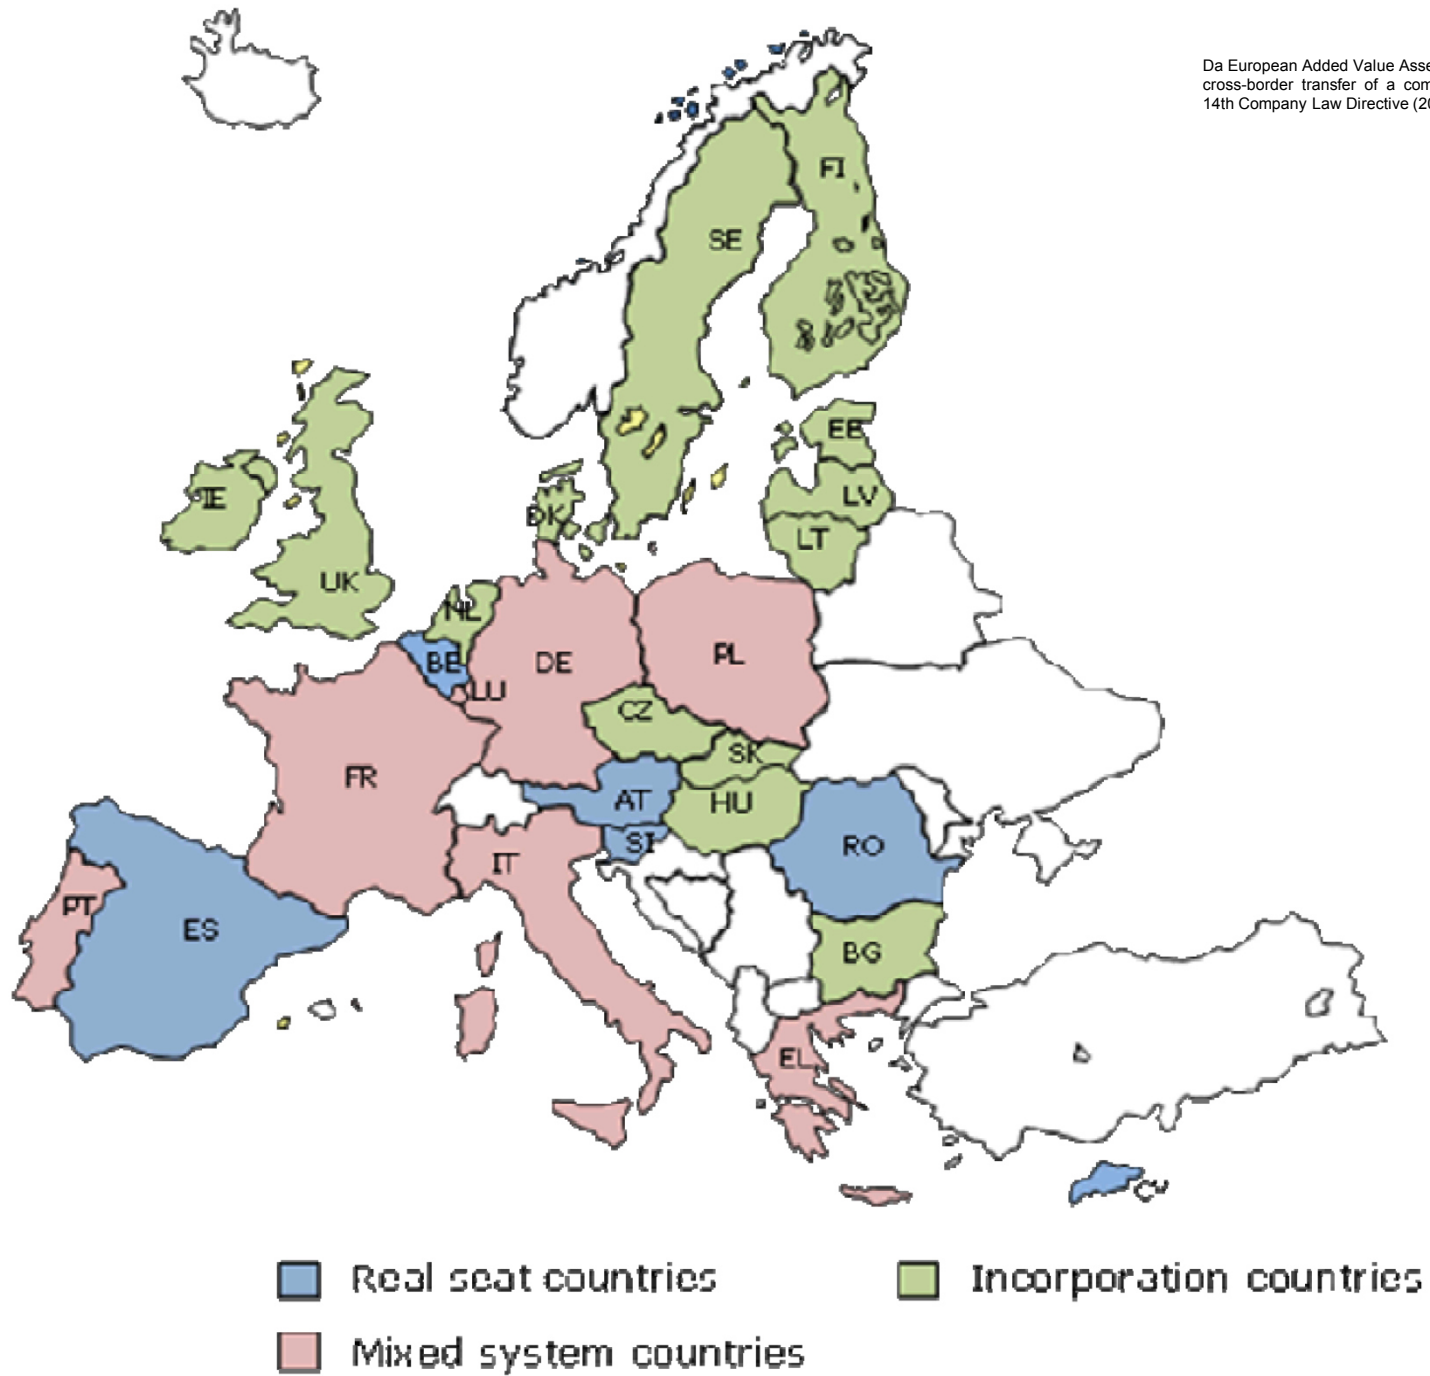 Da European Added Value Asse
cross-border transfer of a com
14th Company Law Directive (20
FI
SE
EE
IE
LV
DK
LT
UK
NL
BE
DE
PL
LU
CZ
SK
FR
AT
HU
SI
RO
IT
PT
ES
BG
EL
CY
Real seat countries
Incorporation countries
Mixed system countries